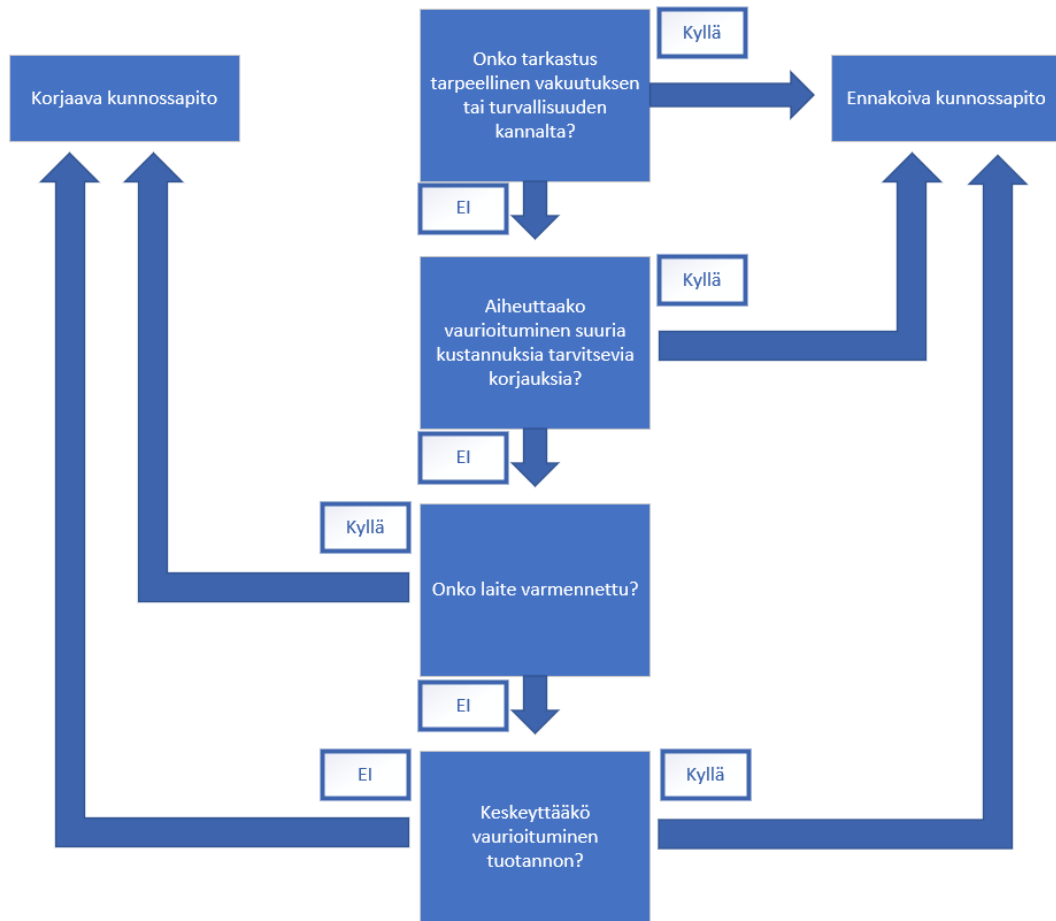 Kyllä
Onko tarkastus
tarpeellinen vakuutuksen
tai turvallisuuden
kannalta?
Korjaava kunnossapito
Ennakoiva kunnossapito
EI
Kyllä
Aiheuttaako
vaurioituminen suuria
kustannuksia tarvitsevia
korjauksia?
EI
Kyllä
Onko laite varmennettu?
EI
EI
Kyllä
Keskeyttääkö
vaurioituminen
tuotannon?